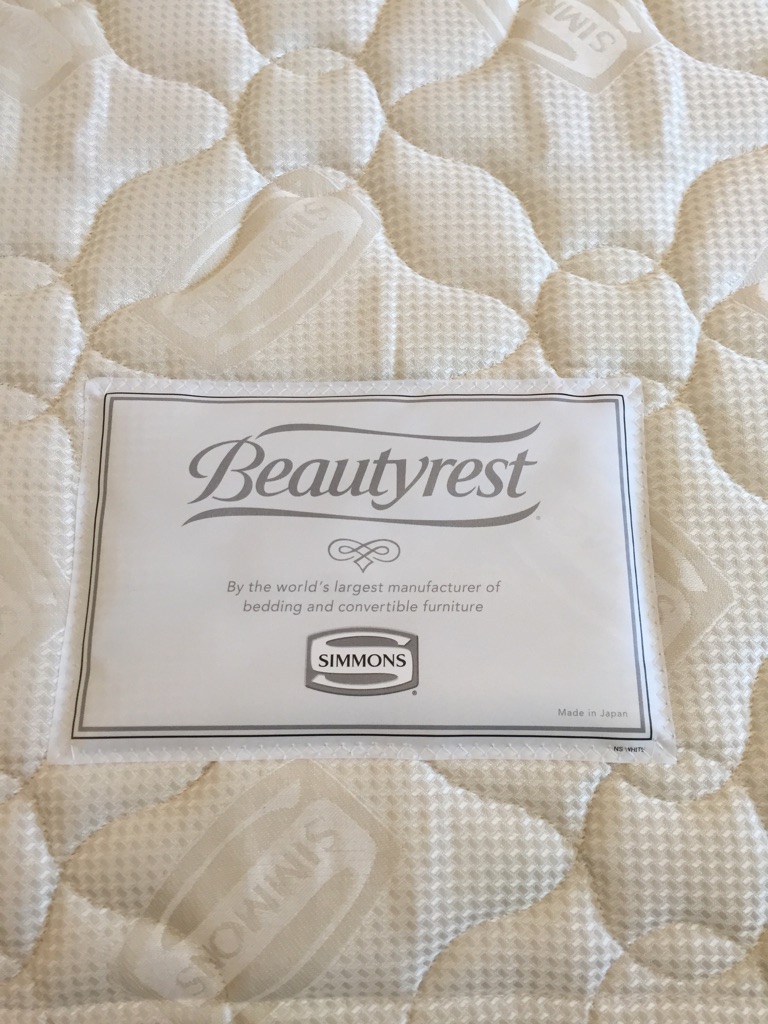 SIMMONS
SIMMONS
Beautyrest
By the world's largest manufacturer of
bedding and convertible furniture
SIMMONS
Made in Japan
SIMMONS